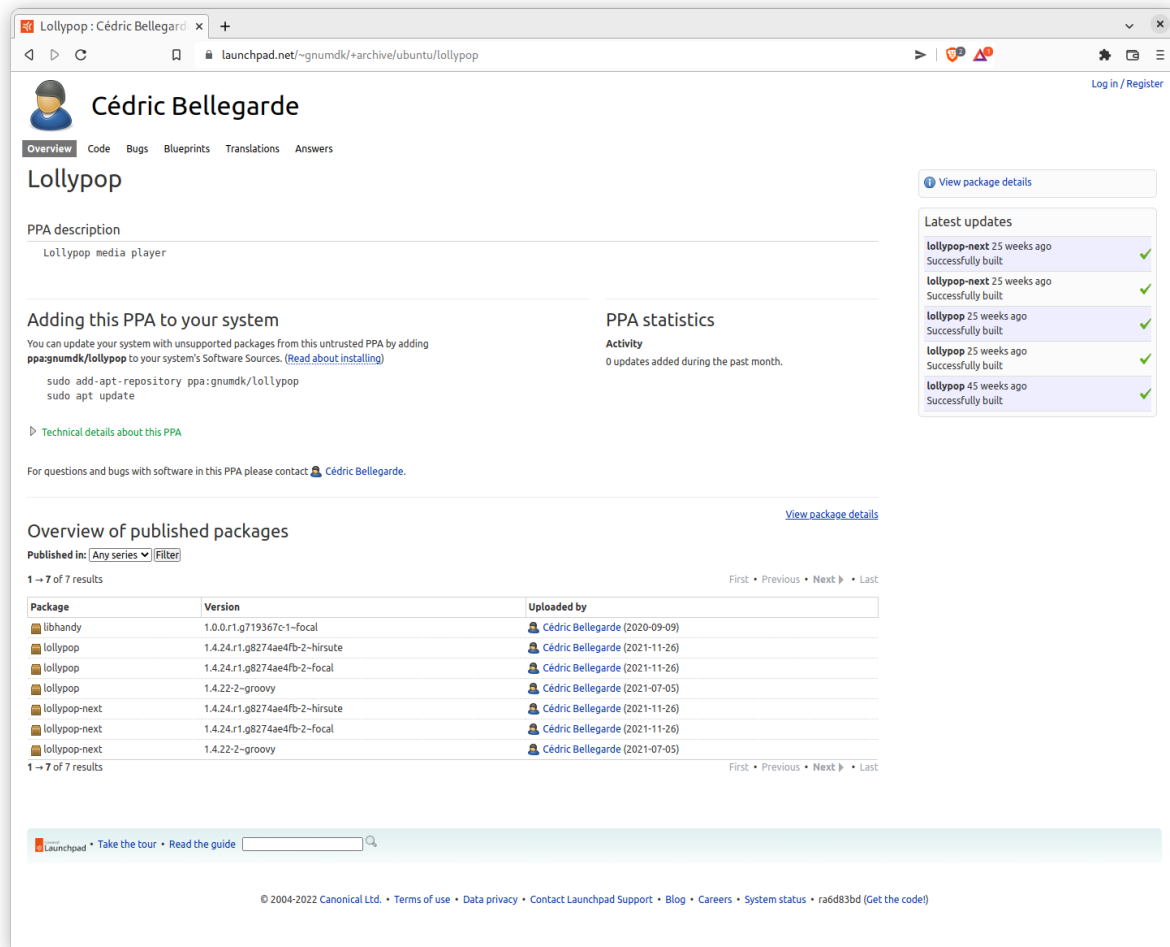 Lollypop : Cédric Bellegard
launchpad.net/~gnumdk/+archive/ubuntu/lollypop
2
1
Log in / Register
Cédric Bellegarde
Overview Code Bugs Blueprints Translations Answers
Lollypop
PPA description
Lollypop media player
Adding this PPA to your system
You can update your system with unsupported packages from this untrusted PPA by adding
ppa:gnumdk/lollypop to your system's Software Sources. (Read about installing)
sudo add-apt-repository ppa:gnumdk/lollypop
sudo apt update
Technical details about this PPA
For questions and bugs with software in this PPA please contact Cédric Bellegarde.
PPA statistics
Activity
0 updates added during the past month.
View package details
Latest updates
lollypop-next 25 weeks ago
Successfully built
lollypop-next 25 weeks ago
Successfully built
lollypop 25 weeks ago
Successfully built
lollypop 25 weeks ago
Successfully built
lollypop 45 weeks ago
Successfully built
View package details
Overview of published packages
Published in: Any series Filter
1 → 7 of 7 results First • Previous • Next • Last
Package Version Uploaded by
libhandy 1.0.0.r1.g719367c-1~focal Cédric Bellegarde (2020-09-09)
lollypop 1.4.24.r1.g8274ae4fb-2~hirsute Cédric Bellegarde (2021-11-26)
lollypop 1.4.24.r1.g8274ae4fb-2~focal Cédric Bellegarde (2021-11-26)
lollypop 1.4.22-2~groovy Cédric Bellegarde (2021-07-05)
lollypop-next 1.4.24.r1.g8274ae4fb-2~hirsute Cédric Bellegarde (2021-11-26)
lollypop-next 1.4.24.r1.g8274ae4fb-2~focal Cédric Bellegarde (2021-11-26)
lollypop-next 1.4.22-2~groovy Cédric Bellegarde (2021-07-05)
1 → 7 of 7 results First • Previous • Next • Last
Launchpad • Take the tour • Read the guide
© 2004-2022 Canonical Ltd. • Terms of use • Data privacy • Contact Launchpad Support • Blog • Careers • System status • ra6d83bd (Get the code!)